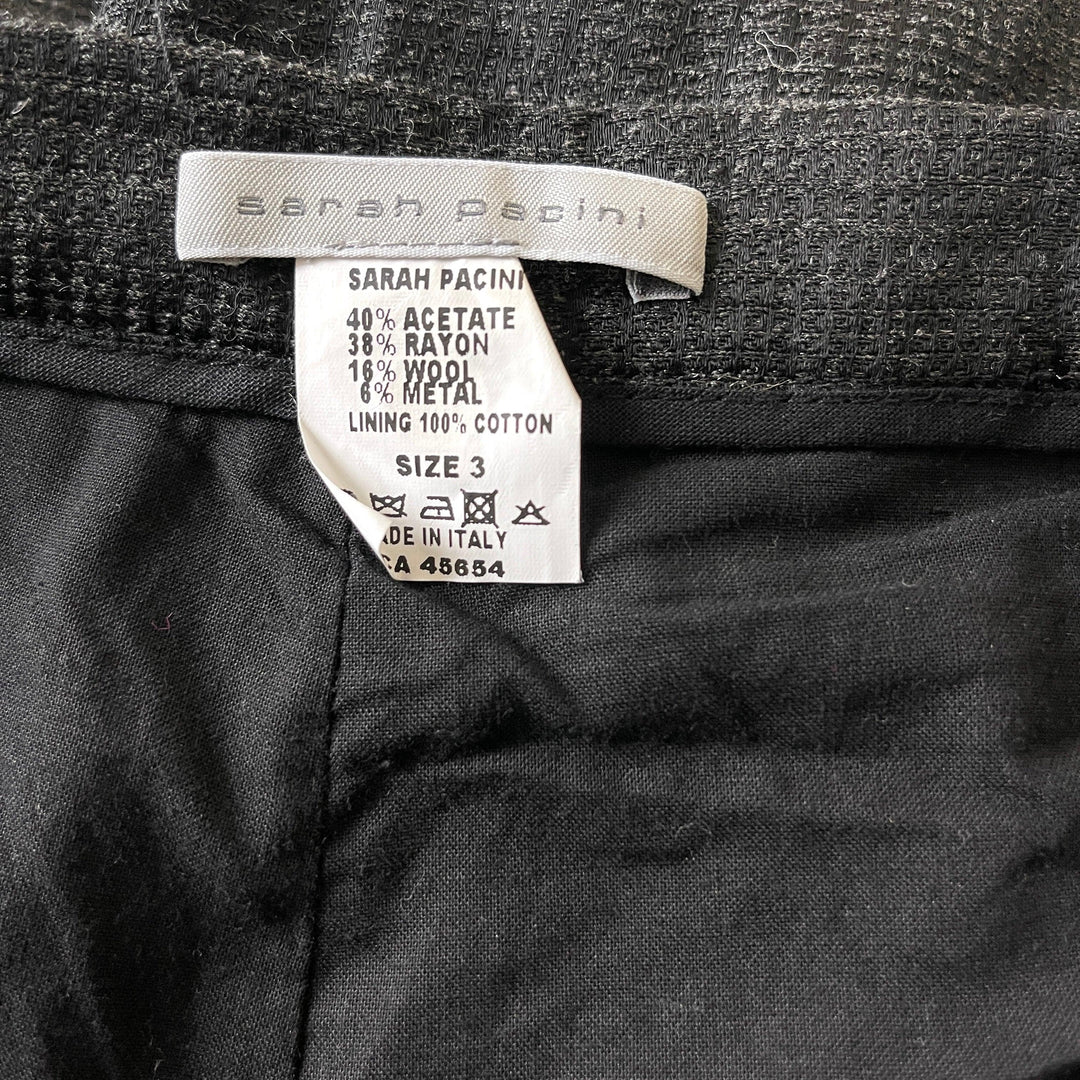 sarah pacini
SARAH PACINI
40% ACETATE
38% RAYON
16% WOOL
6% METAL
LINING 100% COTTON
SIZE 3
ADE IN ITALY
CA 45654